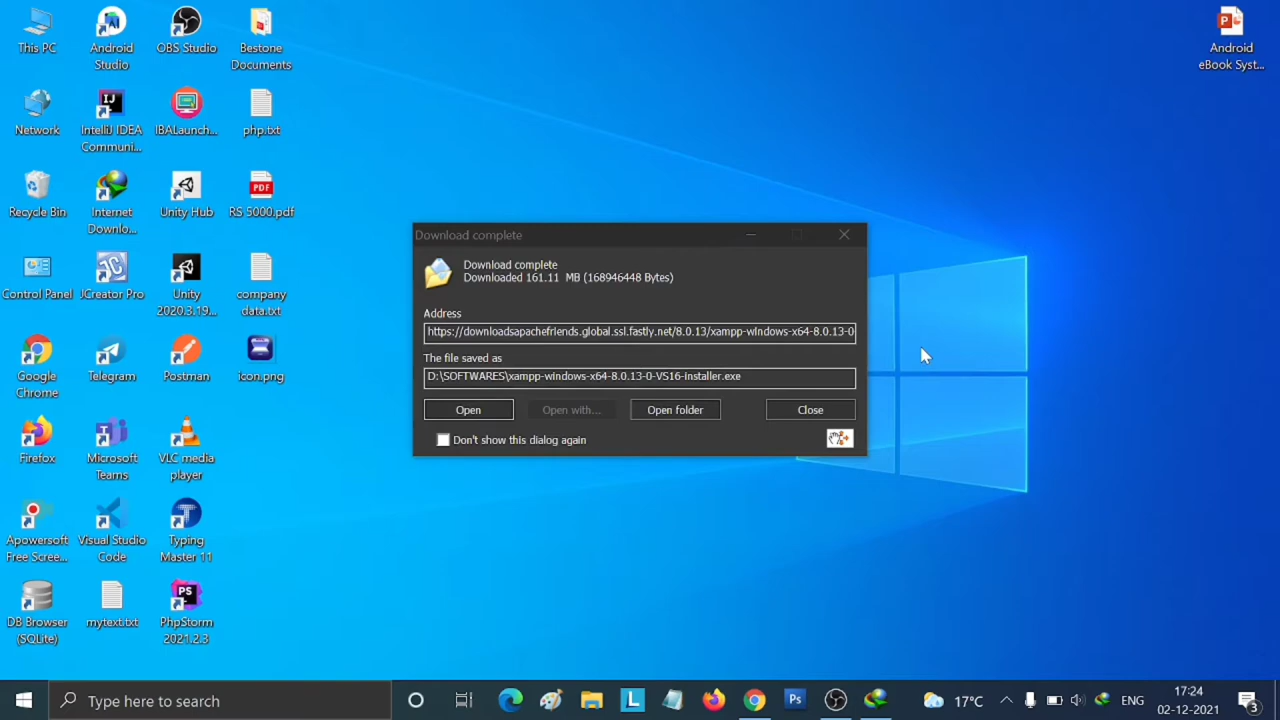 This PC
Android
Studio
OBS Studio
Bestone
Documents
Android
eBook Syst...
Network
IntelliJ IDEA
Communi...
IBALaunch...
php.txt
Recycle Bin
Internet
Downlo...
Unity Hub
RS 5000.pdf
Control Panel
JCreator Pro
Unity
2020.3.19...
company
data.txt
Google
Chrome
Telegram
Postman
icon.png
Firefox
Microsoft
Teams
VLC media
player
Apowersoft
Free Scree...
Visual Studio
Code
Typing
Master 11
DB Browser
(SQLite)
mytext.txt
PhpStorm
2021.2.3
Download complete
Download complete
Downloaded 161.11 MB (168946448 Bytes)
Address
https://downloadsapachefriends.global.ssl.fastly.net/8.0.13/xampp-windows-x64-8.0.13-0
The file saved as
D:\SOFTWARES\xampp-windows-x64-8.0.13-0-VS16-installer.exe
Open
Open with...
Open folder
Close
Don't show this dialog again
Type here to search
17°C
ENG
17:24
02-12-2021
3